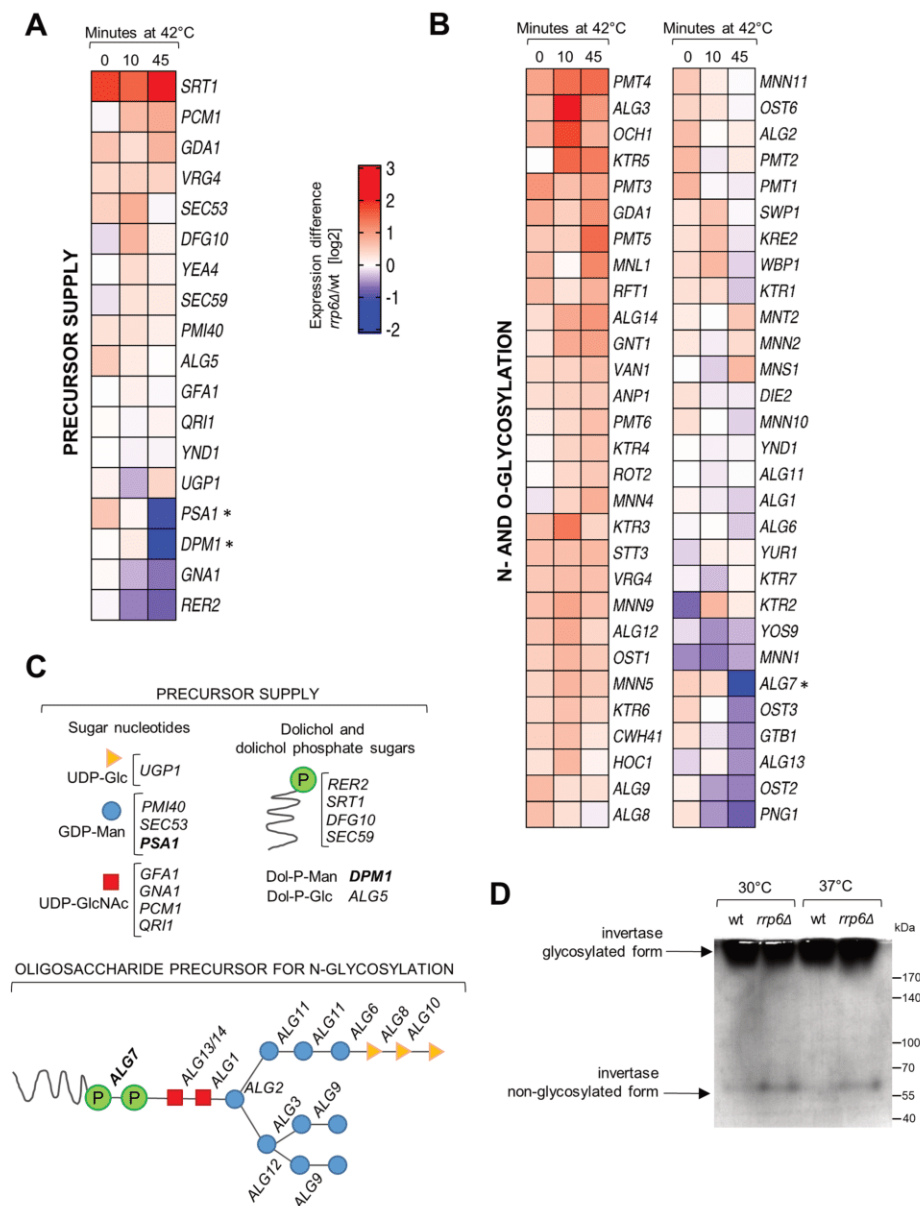 A
Minutes at 42°C
0 10 45
PRECURSOR SUPPLY
SRT1
PCM1
GDA1
VRG4
SEC53
DFG10
YEA4
SEC59
PMI40
ALG5
GFA1
QRI1
YND1
UGP1
PSA1 *
DPM1 *
GNA1
RER2
Expression difference
rrp6Δ/wt [log2]
3
2
1
0
-1
-2
B
Minutes at 42°C
0 10 45
N- AND O-GLYCOSYLATION
PMT4
ALG3
OCH1
KTR5
PMT3
GDA1
PMT5
MNL1
RFT1
ALG14
GNT1
VAN1
ANP1
PMT6
KTR4
ROT2
MNN4
KTR3
STT3
VRG4
MNN9
ALG12
OST1
MNN5
KTR6
CWH41
HOC1
ALG9
ALG8
Minutes at 42°C
0 10 45
MNN11
OST6
ALG2
PMT2
PMT1
SWP1
KRE2
WBP1
KTR1
MNT2
MNN2
MNS1
DIE2
MNN10
YND1
ALG11
ALG1
ALG6
YUR1
KTR7
KTR2
YOS9
MNN1
ALG7 *
OST3
GTB1
ALG13
OST2
PNG1
C
PRECURSOR SUPPLY
Sugar nucleotides
UDP-Glc
UGP1
GDP-Man
PMI40
SEC53
PSA1
UDP-GlcNAc
GFA1
GNA1
PCM1
QRI1
Dolichol and
dolichol phosphate sugars
P
RER2
SRT1
DFG10
SEC59
Dol-P-Man DPM1
Dol-P-Glc ALG5
OLIGOSACCHARIDE PRECURSOR FOR N-GLYCOSYLATION
P P
ALG7
ALG13/14
ALG1
ALG2
ALG11
ALG11
ALG6
ALG8
ALG10
ALG3
ALG9
ALG12
ALG9
D
30°C 37°C
wt rrp6Δ wt rrp6Δ
kDa
invertase
glycosylated form
invertase
non-glycosylated form
170
140
100
70
55
40